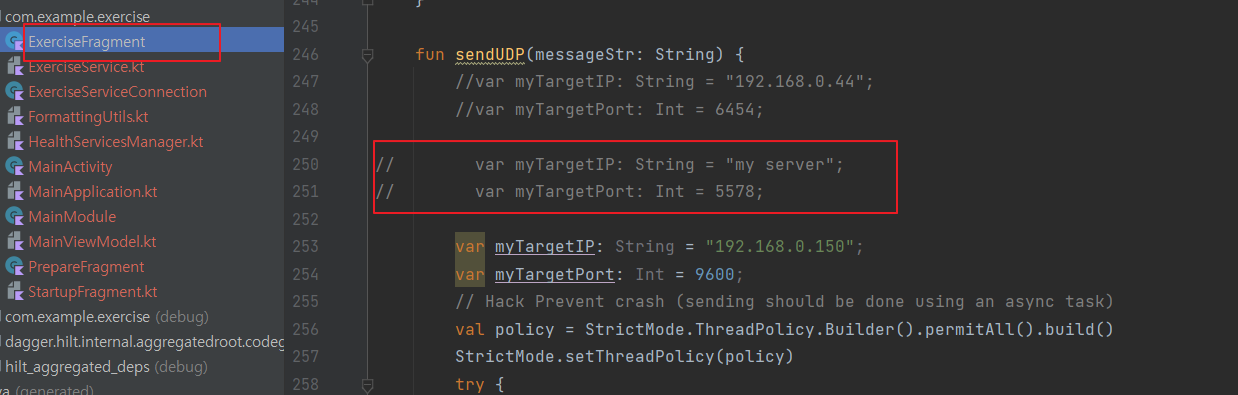 com.example.exercise
ExerciseFragment
ExerciseService.kt
ExerciseServiceConnection
FormattingUtils.kt
HealthServicesManager.kt
MainActivity
MainApplication.kt
MainModule
MainViewModel.kt
PrepareFragment
StartupFragment.kt
com.example.exercise (debug)
dagger.hilt.internal.aggregatedroot.codeg
hilt_aggregated_deps (debug)
va (generated)
244 }
245
246 fun sendUDP(messageStr: String) {
247 //var myTargetIP: String = "192.168.0.44";
248 //var myTargetPort: Int = 6454;
249
250 // var myTargetIP: String = "my server";
251 // var myTargetPort: Int = 5578;
252
253 var myTargetIP: String = "192.168.0.150";
254 var myTargetPort: Int = 9600;
255 // Hack Prevent crash (sending should be done using an async task)
256 val policy = StrictMode.ThreadPolicy.Builder().permitAll().build()
257 StrictMode.setThreadPolicy(policy)
258 try {